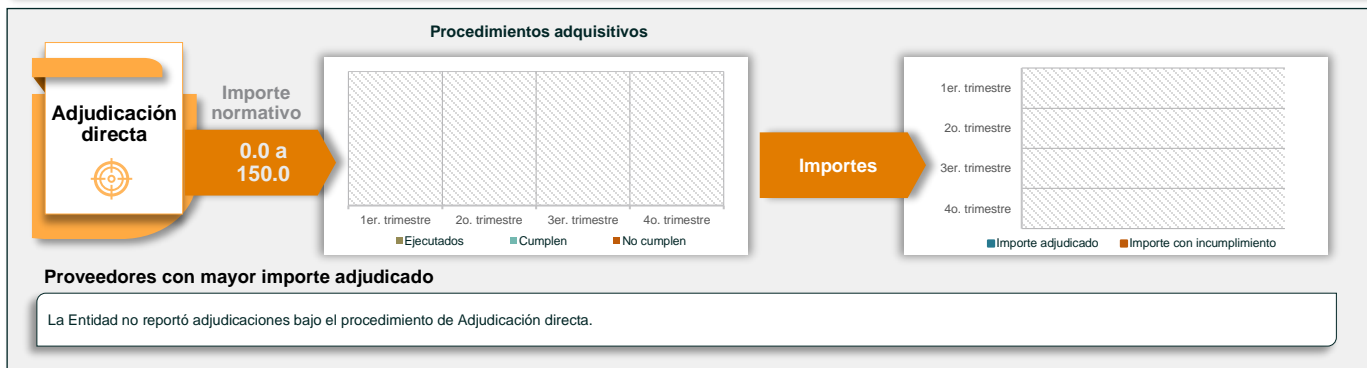 Procedimientos adquisitivos
Adjudicación
directa
Importe
normativo
0.0 a
150.0
1er. trimestre 2o. trimestre 3er. trimestre 4o. trimestre
Ejecutados Cumplen No cumplen
Importes
1er. trimestre
2o. trimestre
3er. trimestre
4o. trimestre
Importe adjudicado Importe con incumplimiento
Proveedores con mayor importe adjudicado
La Entidad no reportó adjudicaciones bajo el procedimiento de Adjudicación directa.